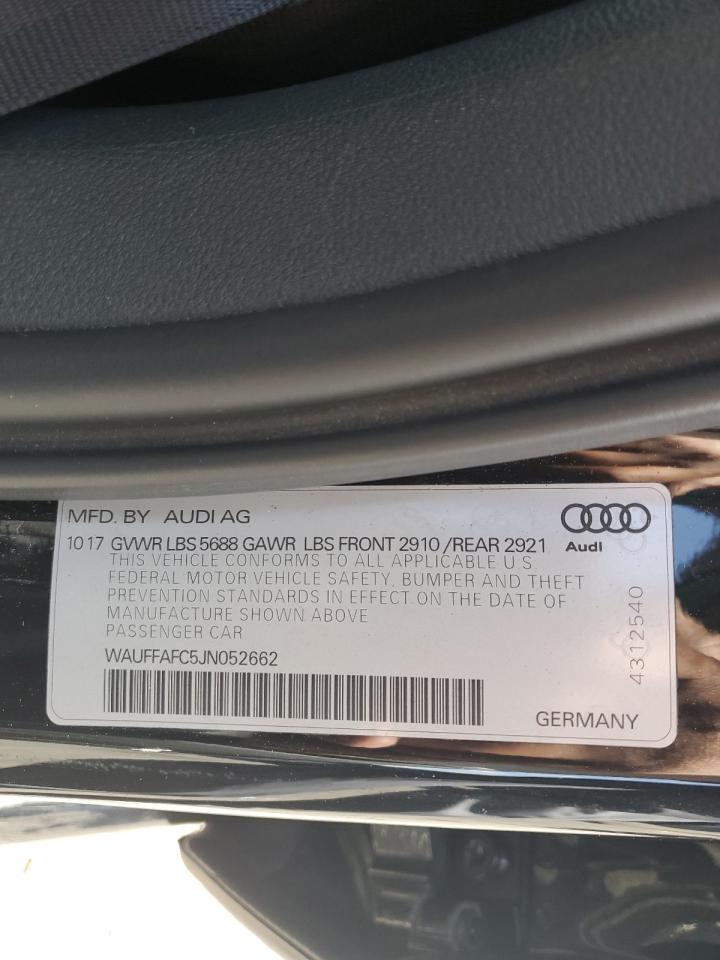 MFD. BY AUDI AG
10 17 GVWR LBS 5688 GAWR LBS FRONT 2910 /REAR 2921
Audi
THIS VEHICLE CONFORMS TO ALL APPLICABLE U.S.
FEDERAL MOTOR VEHICLE SAFETY, BUMPER AND THEFT
PREVENTION STANDARDS IN EFFECT ON THE DATE OF
MANUFACTURE SHOWN ABOVE
PASSENGER CAR
WAUFFAFC5JN052662
4312540
GERMANY